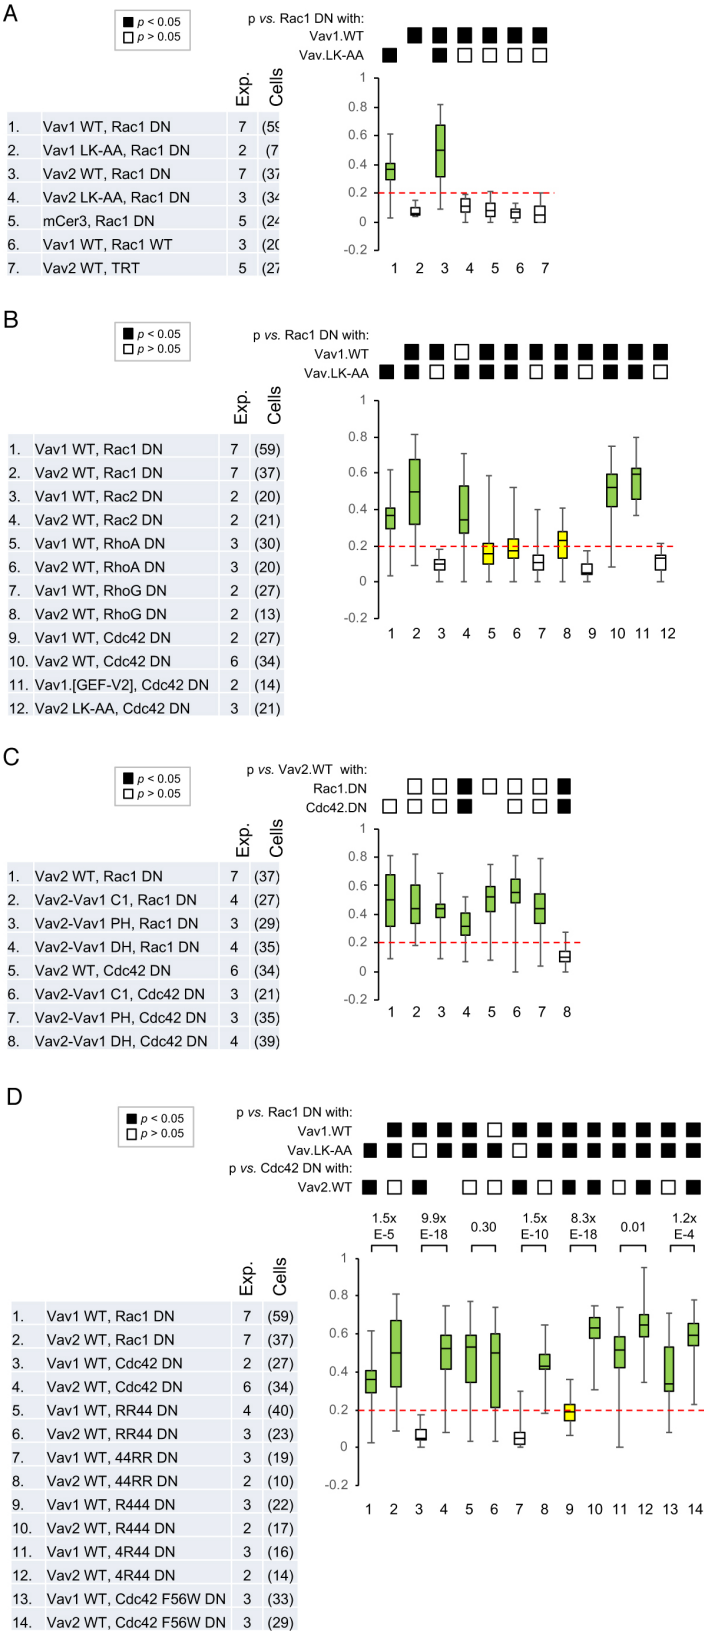 A
p < 0.05
p > 0.05
p vs. Rac1 DN with:
Vav1.WT
Vav.LK-AA
Exp.
Cells
1. Vav1 WT, Rac1 DN 7 (59
2. Vav1 LK-AA, Rac1 DN 2 (7
3. Vav2 WT, Rac1 DN 7 (37
4. Vav2 LK-AA, Rac1 DN 3 (34
5. mCer3, Rac1 DN 5 (24
6. Vav1 WT, Rac1 WT 3 (20
7. Vav2 WT, TRT 5 (27
1
0.8
0.6
0.4
0.2
0
-0.2
1 2 3 4 5 6 7
B
p < 0.05
p > 0.05
p vs. Rac1 DN with:
Vav1.WT
Vav.LK-AA
Exp.
Cells
1. Vav1 WT, Rac1 DN 7 (59)
2. Vav2 WT, Rac1 DN 7 (37)
3. Vav1 WT, Rac2 DN 2 (20)
4. Vav2 WT, Rac2 DN 2 (21)
5. Vav1 WT, RhoA DN 3 (30)
6. Vav2 WT, RhoA DN 3 (20)
7. Vav1 WT, RhoG DN 2 (27)
8. Vav2 WT, RhoG DN 2 (13)
9. Vav1 WT, Cdc42 DN 2 (27)
10. Vav2 WT, Cdc42 DN 6 (34)
11. Vav1.[GEF-V2], Cdc42 DN 2 (14)
12. Vav2 LK-AA, Cdc42 DN 3 (21)
1
0.8
0.6
0.4
0.2
0
-0.2
1 2 3 4 5 6 7 8 9 10 11 12
C
p < 0.05
p > 0.05
p vs. Vav2.WT with:
Rac1.DN
Cdc42.DN
Exp.
Cells
1. Vav2 WT, Rac1 DN 7 (37)
2. Vav2-Vav1 C1, Rac1 DN 4 (27)
3. Vav2-Vav1 PH, Rac1 DN 3 (29)
4. Vav2-Vav1 DH, Rac1 DN 4 (35)
5. Vav2 WT, Cdc42 DN 6 (34)
6. Vav2-Vav1 C1, Cdc42 DN 3 (21)
7. Vav2-Vav1 PH, Cdc42 DN 3 (35)
8. Vav2-Vav1 DH, Cdc42 DN 4 (39)
1
0.8
0.6
0.4
0.2
0
-0.2
1 2 3 4 5 6 7 8
D
p < 0.05
p > 0.05
p vs. Rac1 DN with:
Vav1.WT
Vav.LK-AA
p vs. Cdc42 DN with:
Vav2.WT
1.5x 9.9x 0.30 1.5x 8.3x 0.01 1.2x
E-5 E-18 E-10 E-18 E-4
Exp.
Cells
1. Vav1 WT, Rac1 DN 7 (59)
2. Vav2 WT, Rac1 DN 7 (37)
3. Vav1 WT, Cdc42 DN 2 (27)
4. Vav2 WT, Cdc42 DN 6 (34)
5. Vav1 WT, RR44 DN 4 (40)
6. Vav2 WT, RR44 DN 3 (23)
7. Vav1 WT, 44RR DN 3 (19)
8. Vav2 WT, 44RR DN 2 (10)
9. Vav1 WT, R444 DN 3 (22)
10. Vav2 WT, R444 DN 2 (17)
11. Vav1 WT, 4R44 DN 3 (16)
12. Vav2 WT, 4R44 DN 2 (14)
13. Vav1 WT, Cdc42 F56W DN 3 (33)
14. Vav2 WT, Cdc42 F56W DN 3 (29)
1
0.8
0.6
0.4
0.2
0
-0.2
1 2 3 4 5 6 7 8 9 10 11 12 13 14